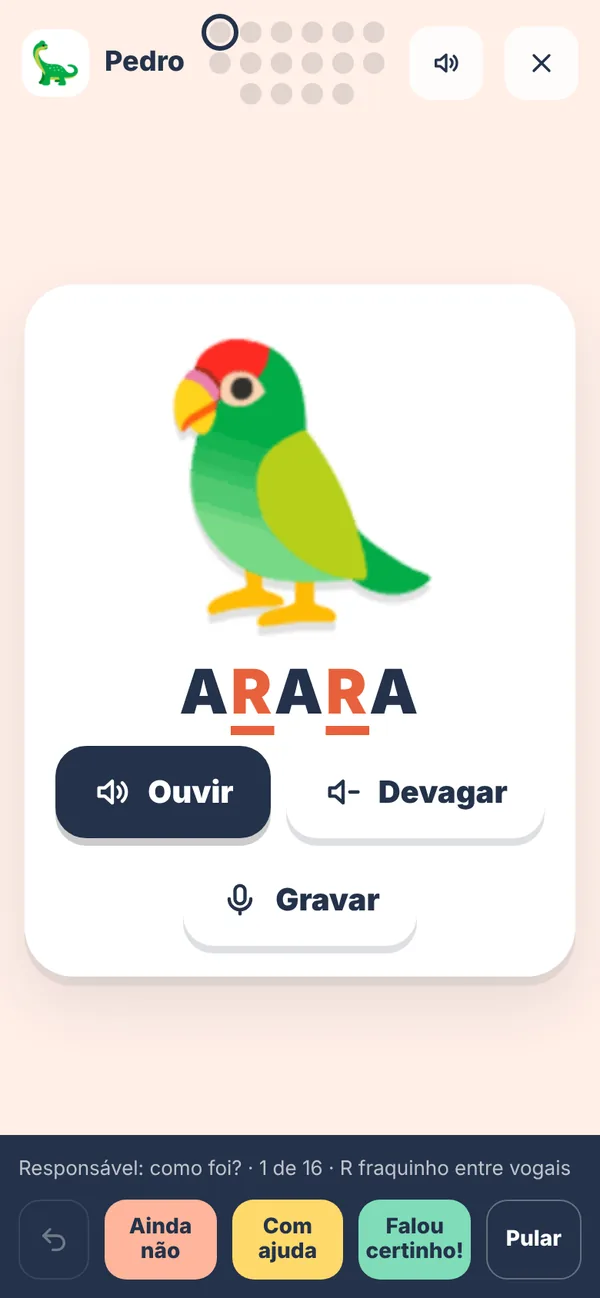 Pedro
ARARA
Ouvir
Devagar
Gravar
Responsável: como foi? · 1 de 16 · R fraquinho entre vogais
Ainda
não
Com
ajuda
Falou
certinho!
Pular